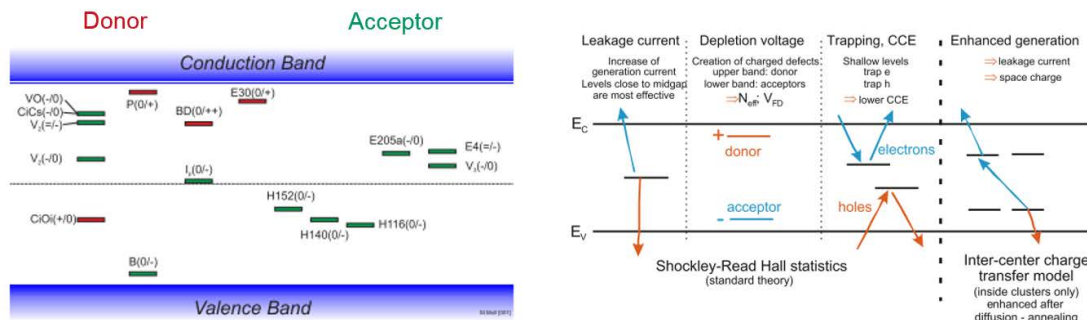 Donor
Acceptor
Conduction Band
VO(-/0)
CiCs(-/0)
V₂(=/-)
P(0/+)
BD(0/++)
E30(0/+)
V₂(-/0)
E205a(-/0)
E4(=/-)
V₃(-/0)
Iₚ(0/-)
H152(0/-)
CiOi(+/0)
H140(0/-)
H116(0/-)
B(0/-)
Valence Band
Leakage current
Increase of
generation current
Levels close to midgap
are most effective
Depletion voltage
Creation of charged defects
upper band: donor
lower band: acceptors
⇒Neff; VFD
Trapping, CCE
Shallow levels
trap e
trap h
⇒ lower CCE
Enhanced generation
⇒ leakage current
⇒ space charge
EC
+
donor
electrons
- acceptor
holes
EV
Shockley-Read Hall statistics
(standard theory)
Inter-center charge
transfer model
(inside clusters only)
enhanced after
diffusion - annealing